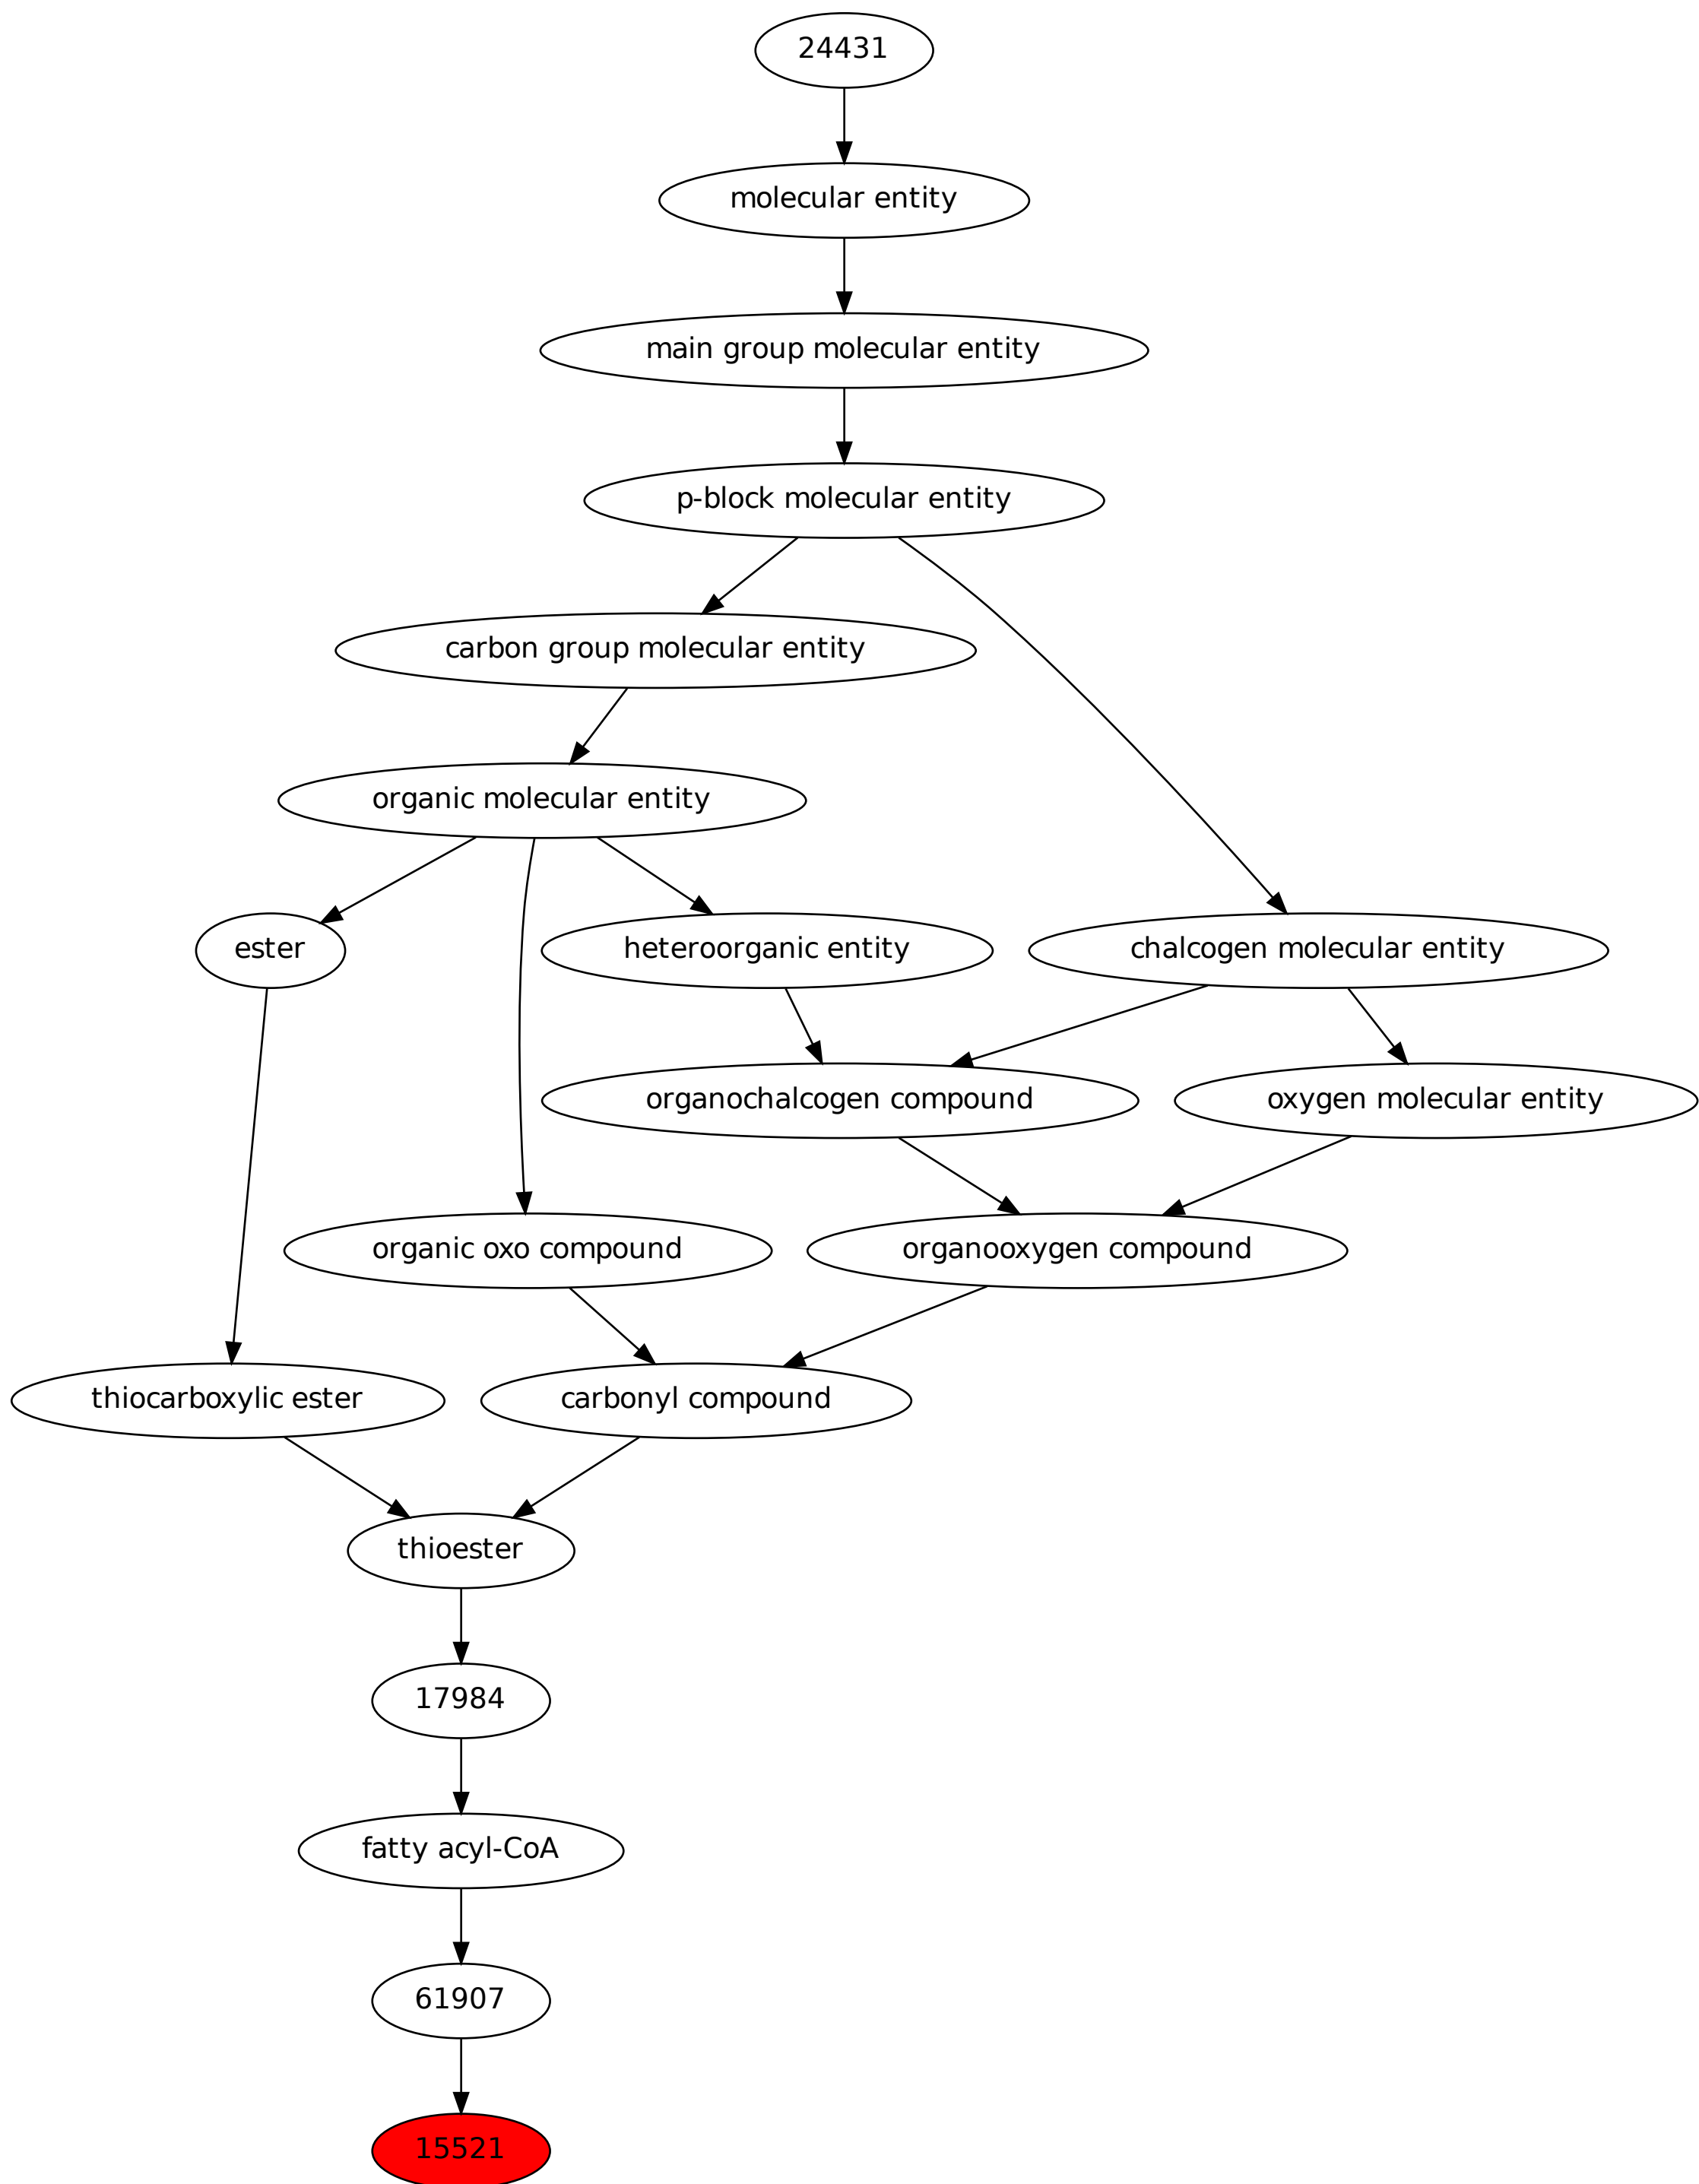 24431
molecular entity
main group molecular entity
p-block molecular entity
carbon group molecular entity
organic molecular entity
ester
heteroorganic entity
chalcogen molecular entity
organochalcogen compound
oxygen molecular entity
organic oxo compound
organooxygen compound
thiocarboxylic ester
carbonyl compound
thioester
17984
fatty acyl-CoA
61907
15521